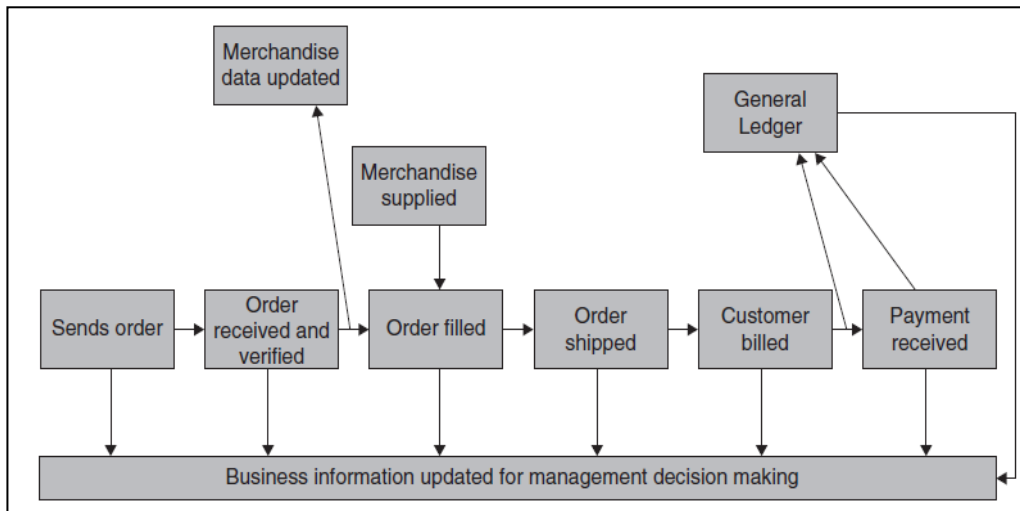 Merchandise
data updated
General
Ledger
Merchandise
supplied
Sends order
Order
received and
verified
Order filled
Order
shipped
Customer
billed
Payment
received
Business information updated for management decision making